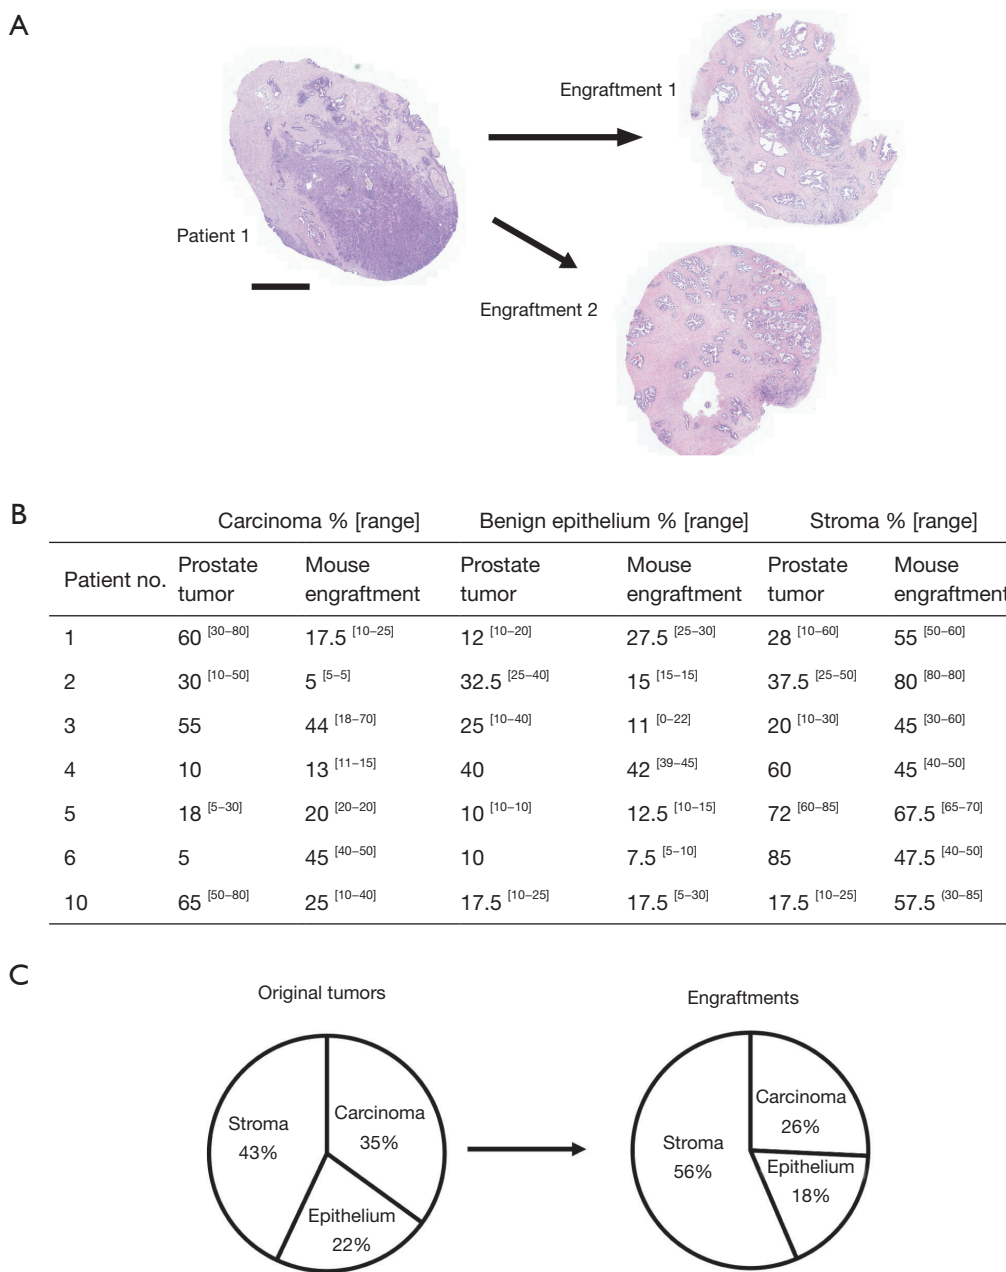 A
Engraftment 1
Patient 1
Engraftment 2
B
Carcinoma % [range] Benign epithelium % [range] Stroma % [range]
Patient no. Prostate tumor Mouse engraftment Prostate tumor Mouse engraftment Prostate tumor Mouse engraftment
1 60 [30–80] 17.5 [10–25] 12 [10–20] 27.5 [25–30] 28 [10–60] 55 [50–60]
2 30 [10–50] 5 [5–5] 32.5 [25–40] 15 [15–15] 37.5 [25–50] 80 [80–80]
3 55 44 [18–70] 25 [10–40] 11 [0–22] 20 [10–30] 45 [30–60]
4 10 13 [11–15] 40 42 [39–45] 60 45 [40–50]
5 18 [5–30] 20 [20–20] 10 [10–10] 12.5 [10–15] 72 [60–85] 67.5 [65–70]
6 5 45 [40–50] 10 7.5 [5–10] 85 47.5 [40–50]
10 65 [50–80] 25 [10–40] 17.5 [10–25] 17.5 [5–30] 17.5 [10–25] 57.5 (30–85]
C
Original tumors
Engraftments
Stroma
43%
Carcinoma
35%
Epithelium
22%
Stroma
56%
Carcinoma
26%
Epithelium
18%